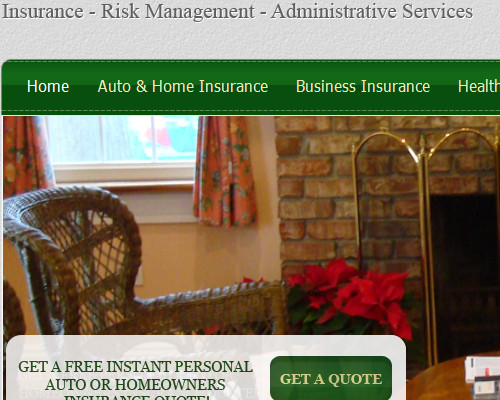 Insurance - Risk Management - Administrative Services
Home Auto & Home Insurance Business Insurance Health
GET A FREE INSTANT PERSONAL
AUTO OR HOMEOWNERS
INSURANCE QUOTE!
GET A QUOTE